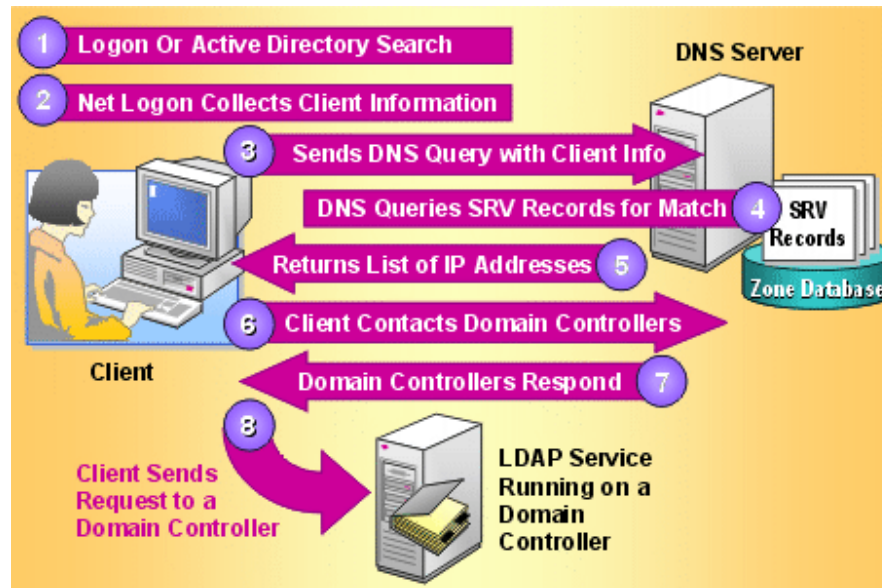 1 Logon Or Active Directory Search
DNS Server
2 Net Logon Collects Client Information
3 Sends DNS Query with Client Info
DNS Queries SRV Records for Match 4
SRV
Records
Returns List of IP Addresses 5
Zone Database
6 Client Contacts Domain Controllers
Client
Domain Controllers Respond 7
8
Client Sends
Request to a
Domain Controller
LDAP Service
Running on a
Domain
Controller